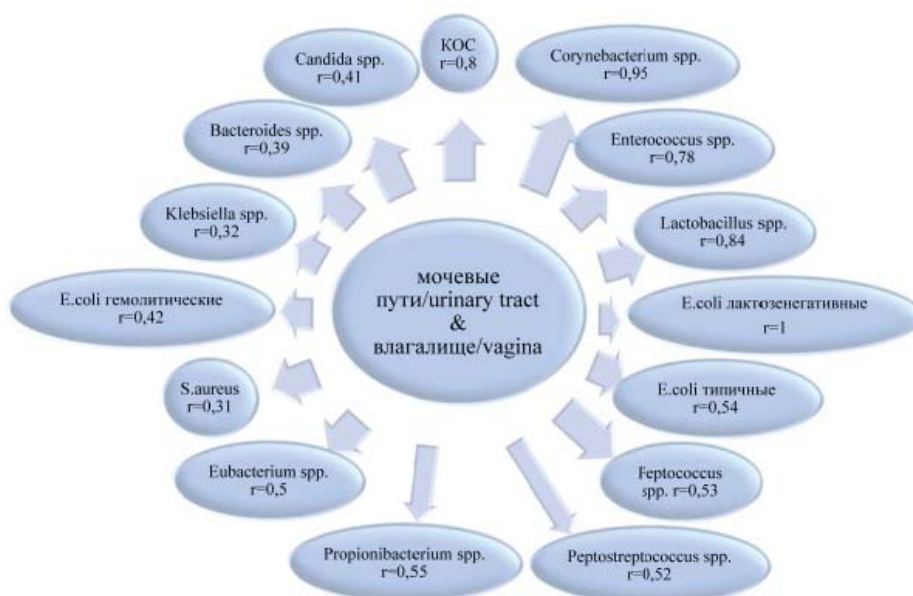 КОС
r=0,8
Corynebacterium spp.
r=0,95
Enterococcus spp.
r=0,78
Lactobacillus spp.
r=0,84
E.coli лактозенегативные
r=1
E.coli типичные
r=0,54
Peptococcus
spp. r=0,53
Peptostreptococcus spp.
r=0,52
Propionibacterium spp.
r=0,55
Eubacterium spp.
r=0,5
S.aureus
r=0,31
E.coli гемолитические
r=0,42
Klebsiella spp.
r=0,32
Bacteroides spp.
r=0,39
Candida spp.
r=0,41
мочевые
пути/urinary tract
&
влагалище/vagina